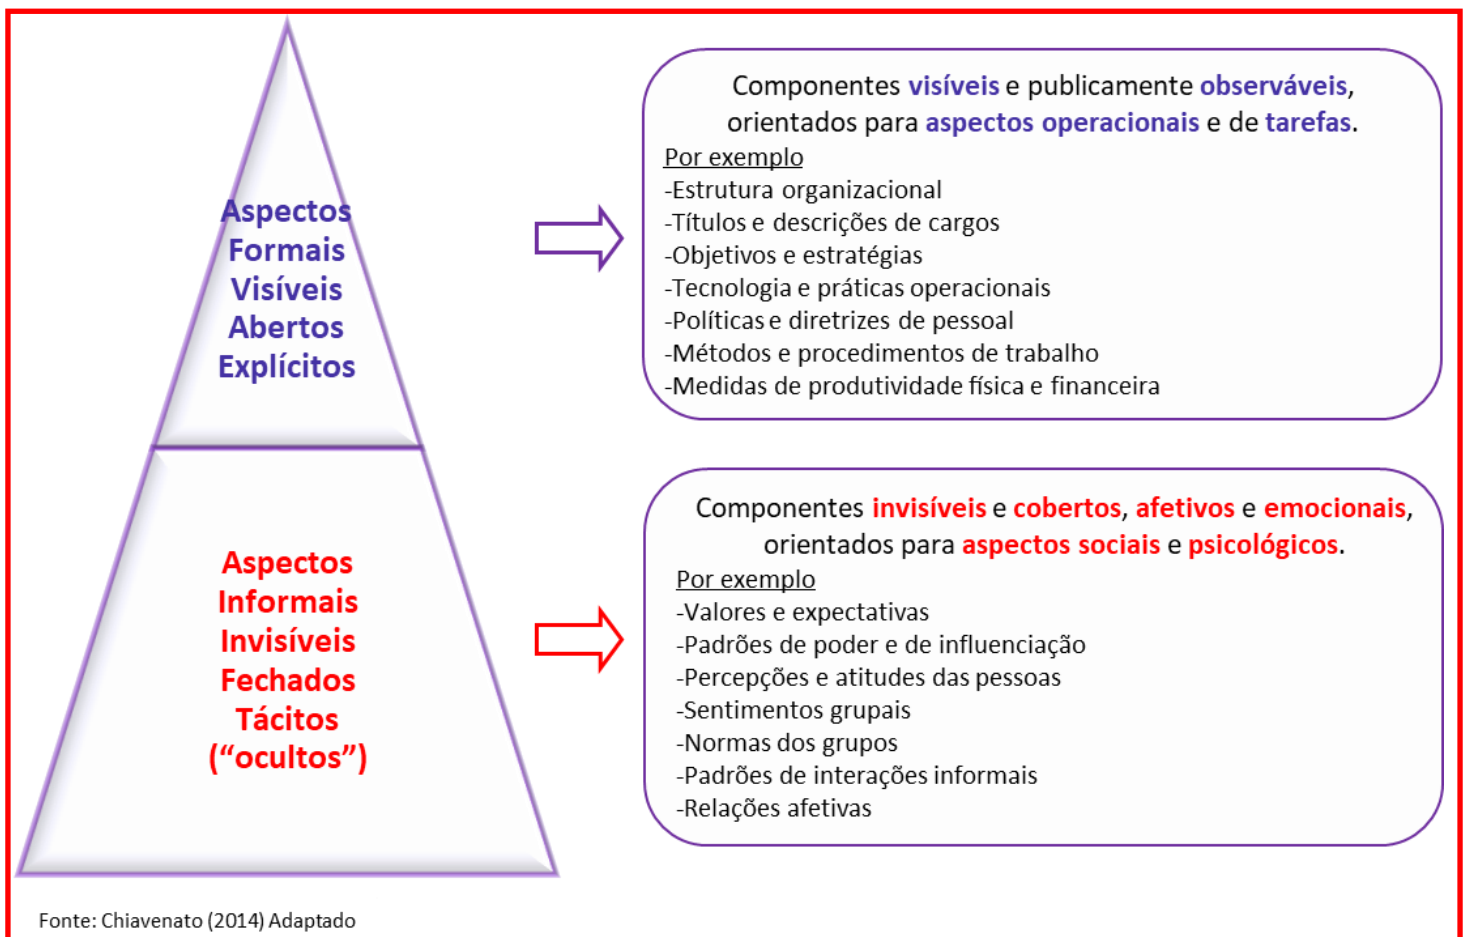 Aspectos
Formais
Visíveis
Abertos
Explícitos
Componentes visíveis e publicamente observáveis,
orientados para aspectos operacionais e de tarefas.
Por exemplo
-Estrutura organizacional
-Títulos e descrições de cargos
-Objetivos e estratégias
-Tecnologia e práticas operacionais
-Políticas e diretrizes de pessoal
-Métodos e procedimentos de trabalho
-Medidas de produtividade física e financeira
Aspectos
Informais
Invisíveis
Fechados
Tácitos
(“ocultos”)
Componentes invisíveis e cobertos, afetivos e emocionais,
orientados para aspectos sociais e psicológicos.
Por exemplo
-Valores e expectativas
-Padrões de poder e de influenciação
-Percepções e atitudes das pessoas
-Sentimentos grupais
-Normas dos grupos
-Padrões de interações informais
-Relações afetivas
Fonte: Chiavenato (2014) Adaptado